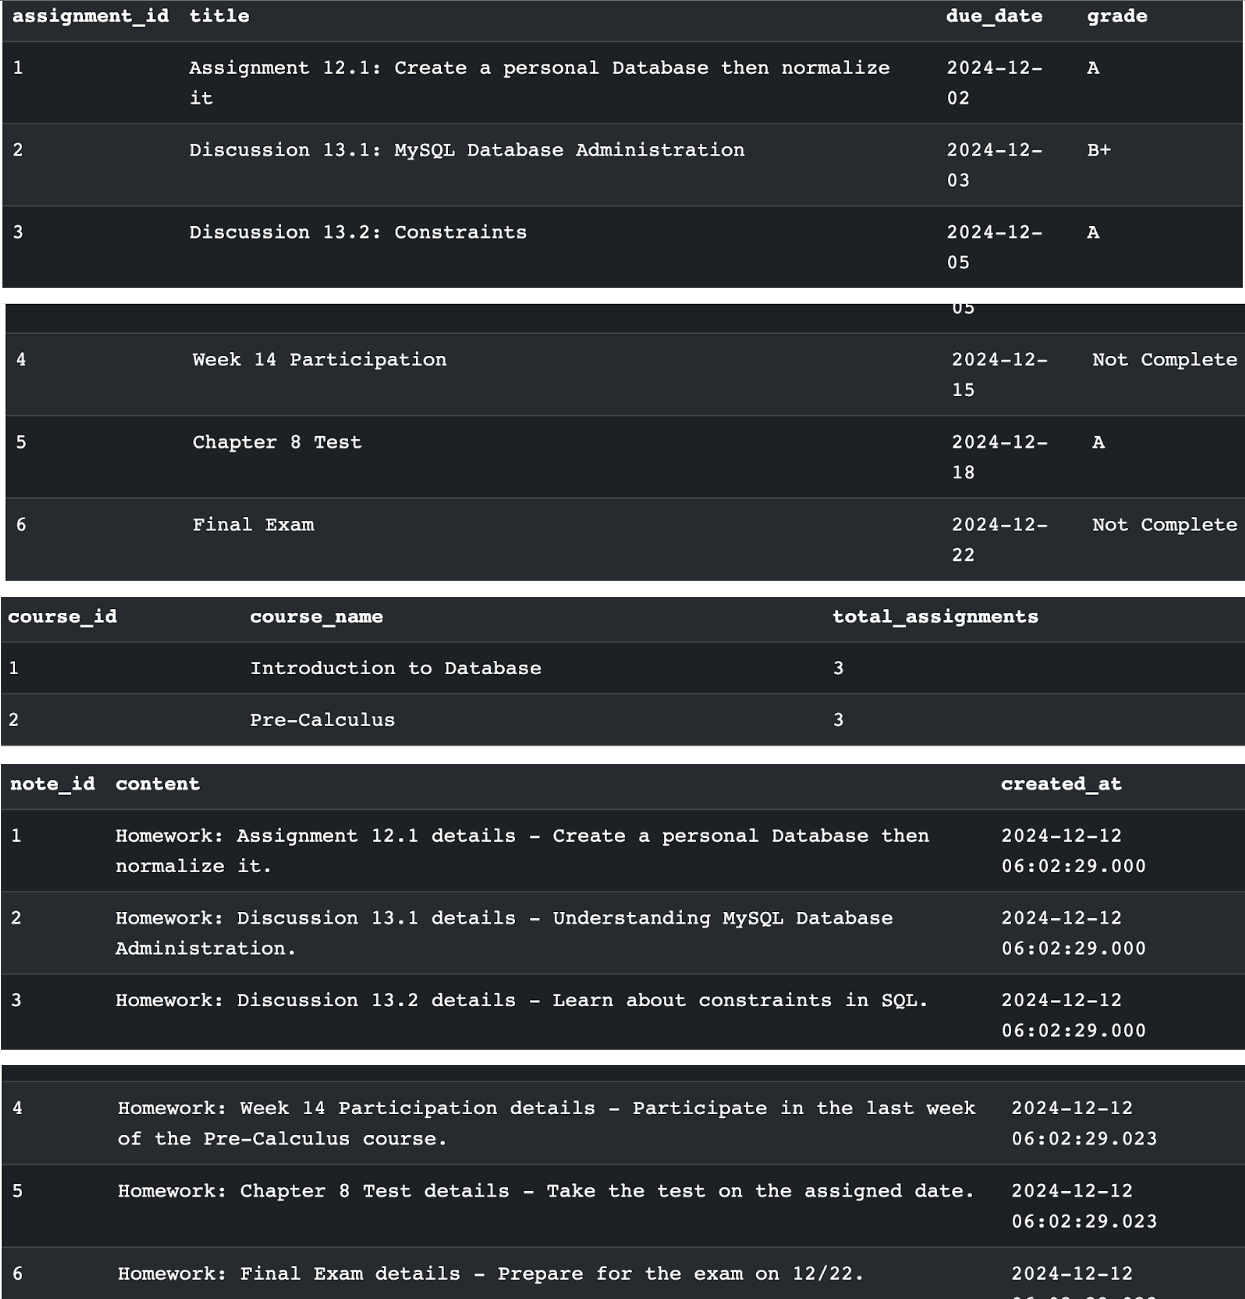 assignment_id title due_date grade
1 Assignment 12.1: Create a personal Database then normalize 2024-12- A
it 02
2 Discussion 13.1: MySQL Database Administration 2024-12- B+
03
3 Discussion 13.2: Constraints 2024-12- A
05
05
4 Week 14 Participation 2024-12- Not Complete
15
5 Chapter 8 Test 2024-12- A
18
6 Final Exam 2024-12- Not Complete
22
course_id course_name total_assignments
1 Introduction to Database 3
2 Pre-Calculus 3
note_id content created_at
1 Homework: Assignment 12.1 details - Create a personal Database then 2024-12-12
normalize it. 06:02:29.000
2 Homework: Discussion 13.1 details - Understanding MySQL Database 2024-12-12
Administration. 06:02:29.000
3 Homework: Discussion 13.2 details - Learn about constraints in SQL. 2024-12-12
06:02:29.000
4 Homework: Week 14 Participation details - Participate in the last week 2024-12-12
of the Pre-Calculus course. 06:02:29.023
5 Homework: Chapter 8 Test details - Take the test on the assigned date. 2024-12-12
06:02:29.023
6 Homework: Final Exam details - Prepare for the exam on 12/22. 2024-12-12